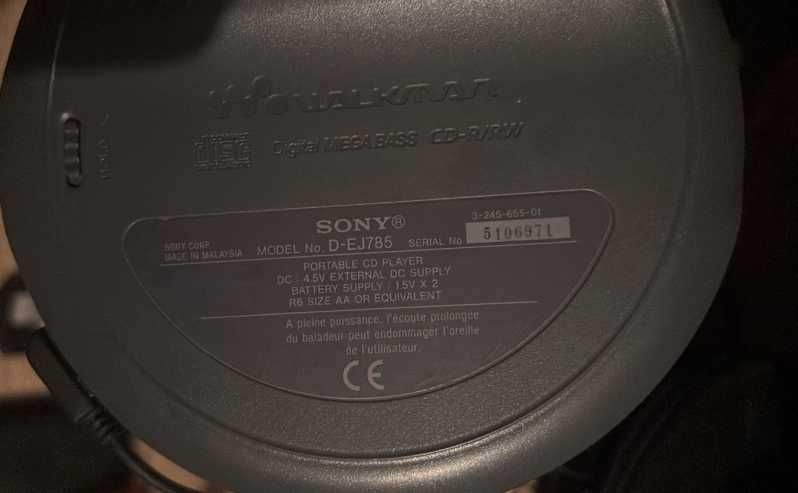 WALKMAN
Digital MEGA BASS CD-R/RW
HOLD
SONY®
3-245-655-01
SONY CORP.
MADE IN MALAYSIA
MODEL No. D-EJ785
SERIAL No. 5106971
PORTABLE CD PLAYER
DC : 4.5V EXTERNAL DC SUPPLY
BATTERY SUPPLY : 1.5V X 2
R6 SIZE AA OR EQUIVALENT
A pleine puissance, l'écoute prolongée
du baladeur peut endommager l'oreille
de l'utilisateur.
CE